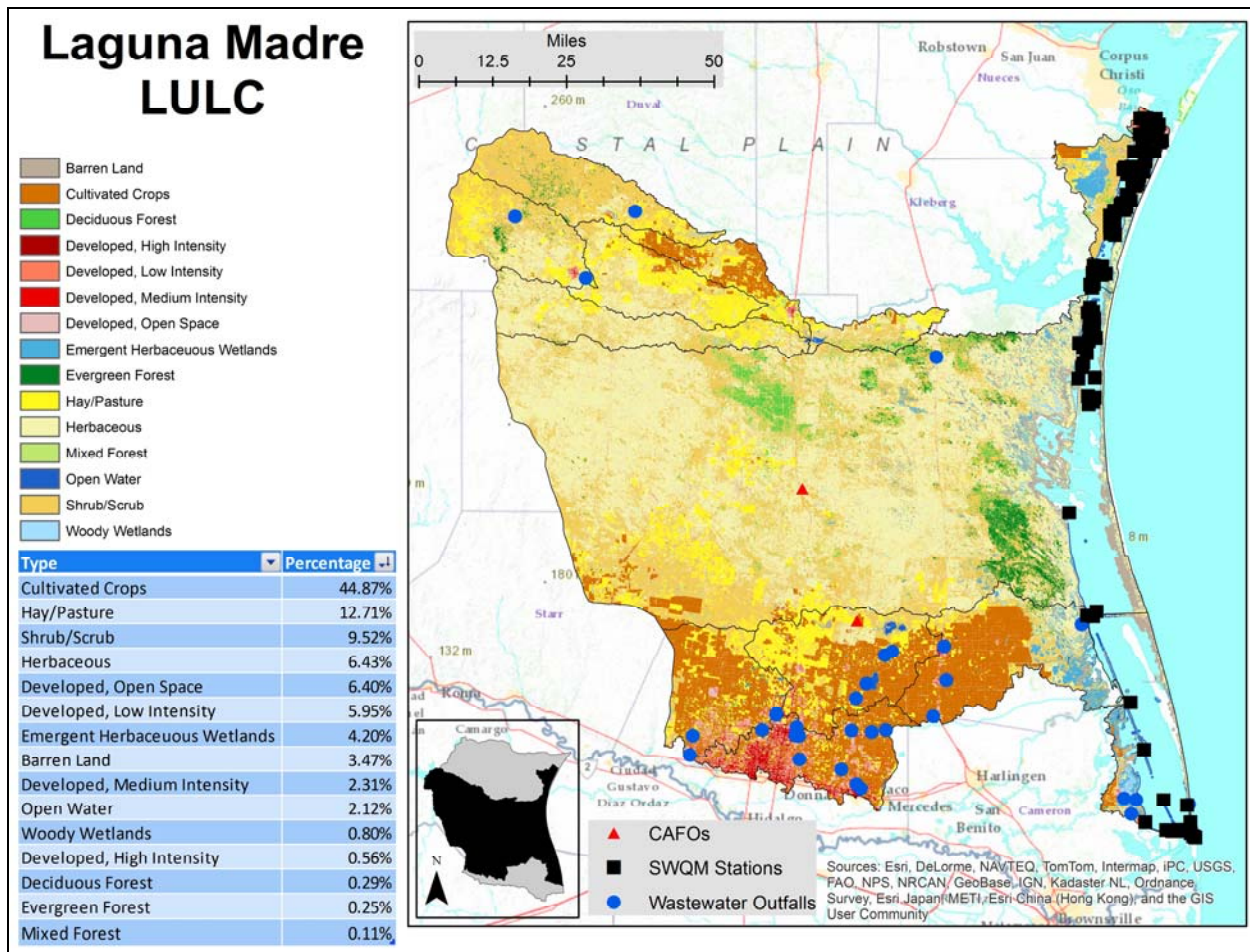 Laguna Madre
LULC
Barren Land
Cultivated Crops
Deciduous Forest
Developed, High Intensity
Developed, Low Intensity
Developed, Medium Intensity
Developed, Open Space
Emergent Herbaceuous Wetlands
Evergreen Forest
Hay/Pasture
Herbaceous
Mixed Forest
Open Water
Shrub/Scrub
Woody Wetlands
Type Percentage
Cultivated Crops 44.87%
Hay/Pasture 12.71%
Shrub/Scrub 9.52%
Herbaceous 6.43%
Developed, Open Space 6.40%
Developed, Low Intensity 5.95%
Emergent Herbaceuous Wetlands 4.20%
Barren Land 3.47%
Developed, Medium Intensity 2.31%
Open Water 2.12%
Woody Wetlands 0.80%
Developed, High Intensity 0.56%
Deciduous Forest 0.29%
Evergreen Forest 0.25%
Mixed Forest 0.11%
Miles
0 12.5 25 50
Robstown
San Juan
Corpus
Christi
Oso
Nueces
260 m
Duval
STAL PLAIN
Kleberg
8 m
180
Starr
132 m
Roma
Camargo
2
Ciudad
Gustavo
Díaz Ordaz
Donna
Hidalgo
Mercedes
Harlingen
San
Benito
Cameron
Brownsville
N
CAFOs
SWQM Stations
Wastewater Outfalls
Sources: Esri, DeLorme, NAVTEQ, TomTom, Intermap, iPC, USGS,
FAO, NPS, NRCAN, GeoBase, IGN, Kadaster NL, Ordnance
Survey, Esri Japan, METI, Esri China (Hong Kong), and the GIS
User Community